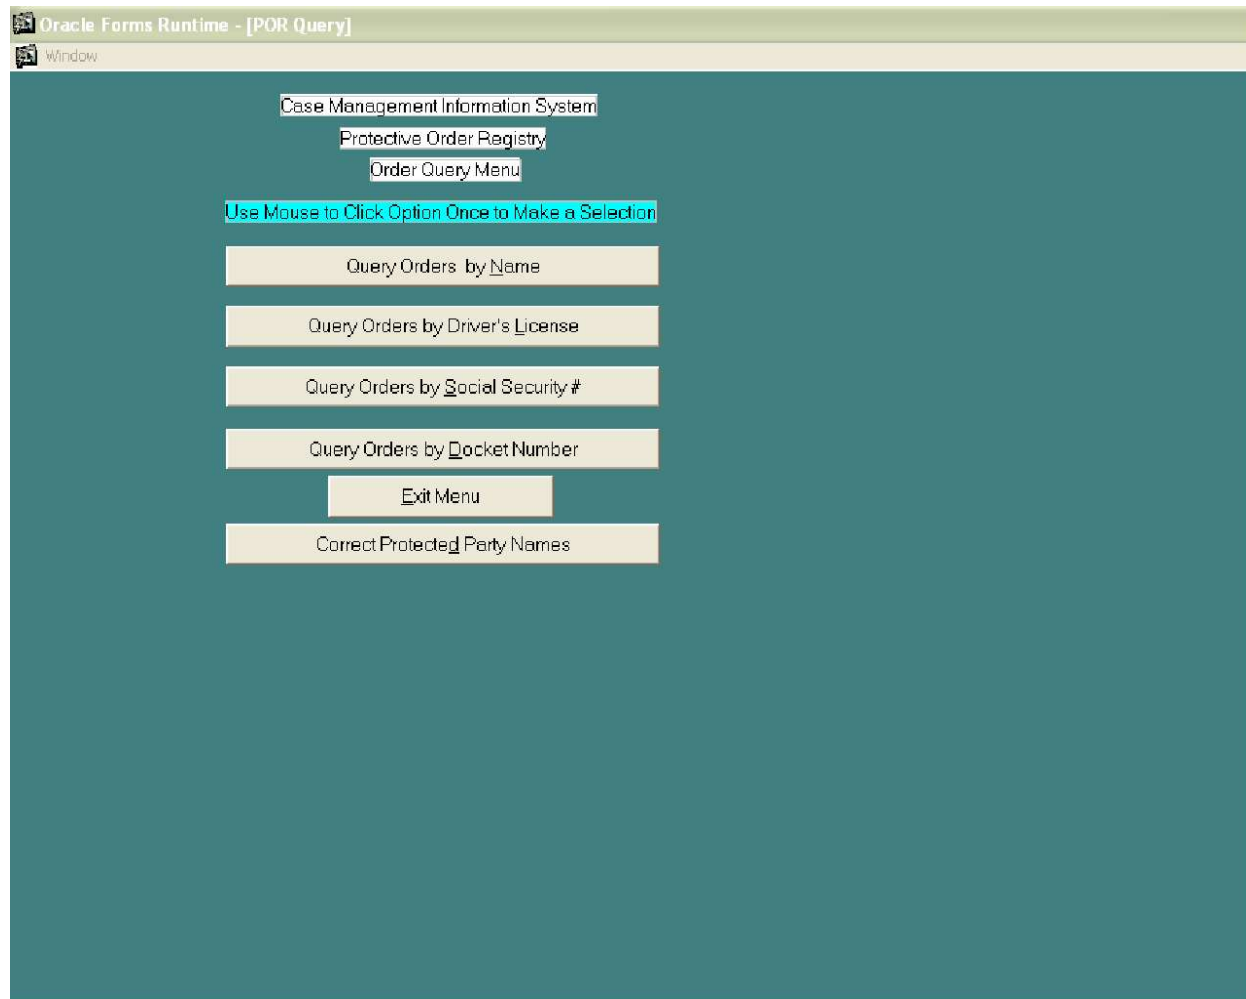 Oracle Forms Runtime - [POR Query]
Window
Case Management Information System
Protective Order Registry
Order Query Menu
Use Mouse to Click Option Once to Make a Selection
Query Orders by Name
Query Orders by Driver's License
Query Orders by Social Security #
Query Orders by Docket Number
Exit Menu
Correct Protected Party Names